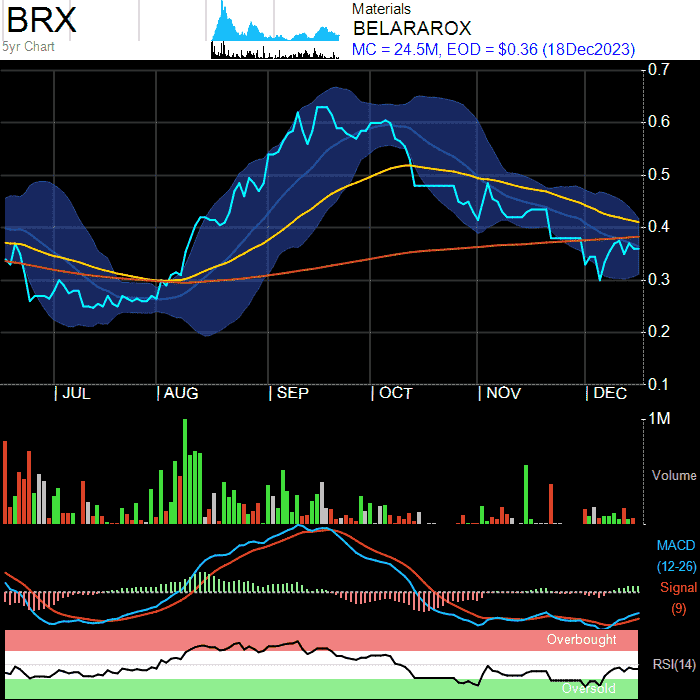 BRX
5yr Chart
Materials
BELARAROX
MC = 24.5M, EOD = $0.36 (18Dec2023)
0.7
0.6
0.5
0.4
0.3
0.2
0.1
JUL AUG SEP OCT NOV DEC
1M
Volume
MACD
(12-26)
Signal
(9)
Overbought
RSI(14)
Oversold